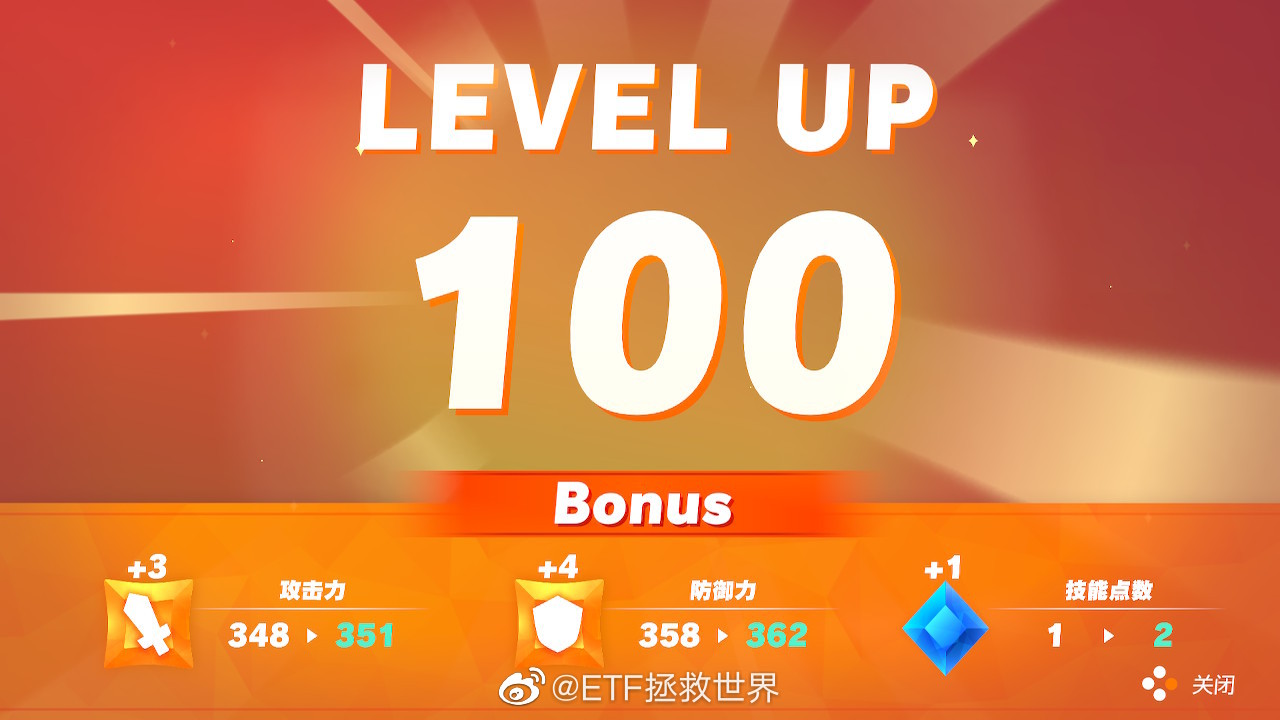 LEVEL UP
100
Bonus
+3
攻击力
348 ▶ 351
+4
防御力
358 ▶ 362
+1
技能点数
1 ▶ 2
@ETF拯救世界
关闭